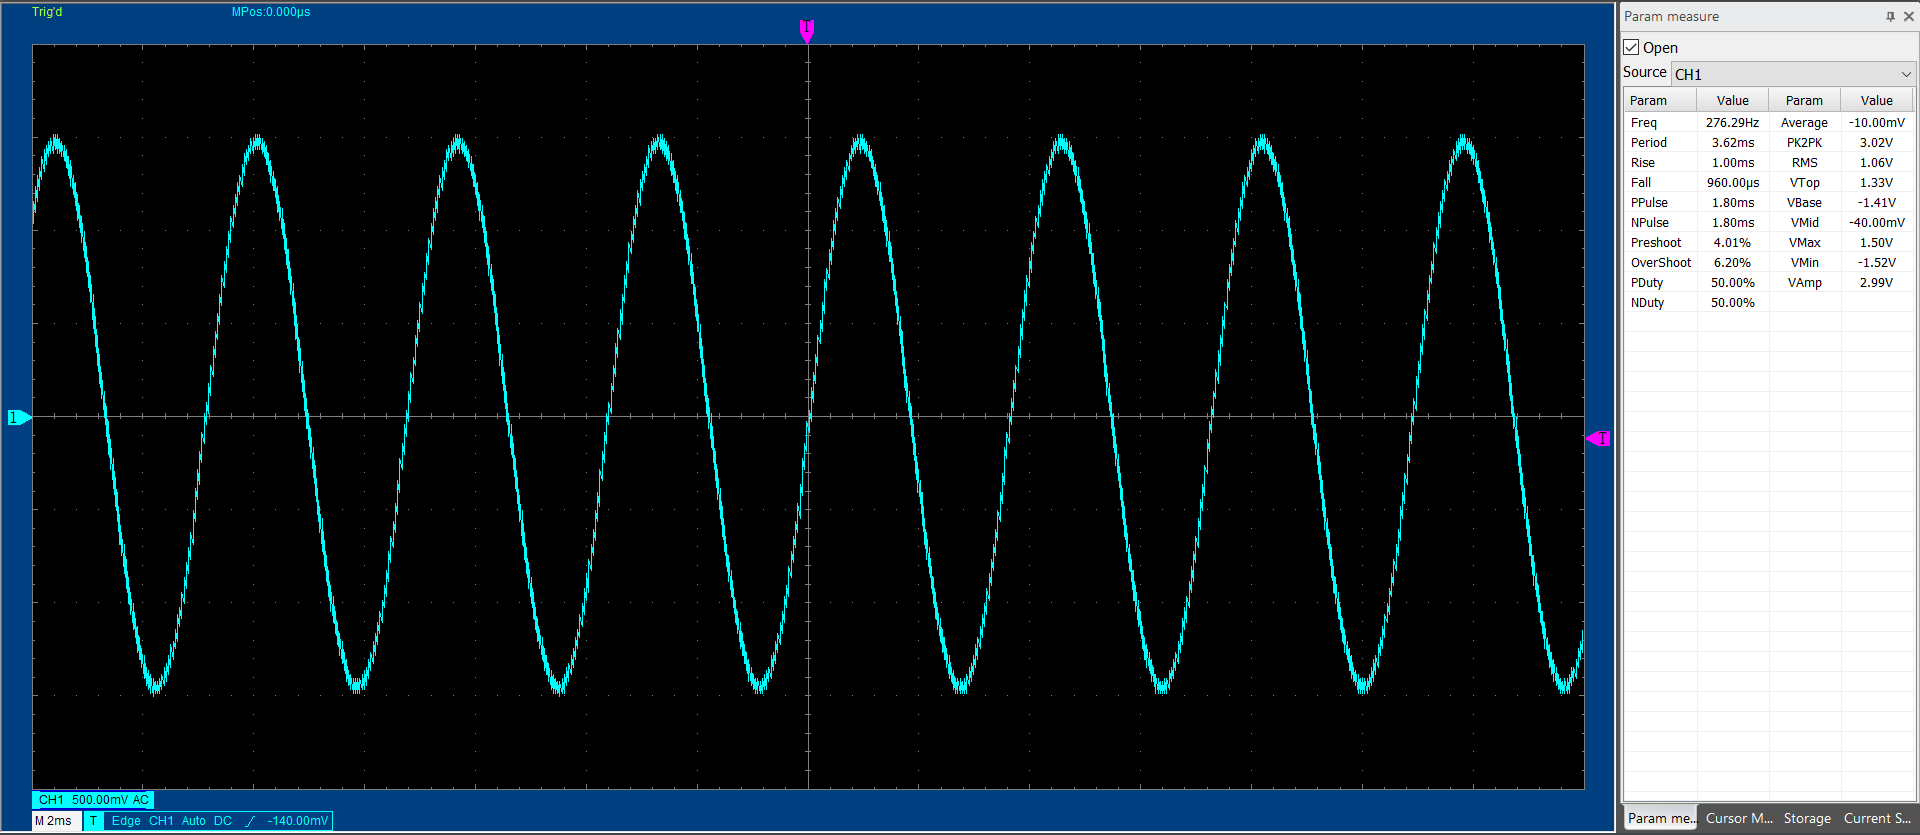 Trig'd MPos:0.000µs
T
1
T
CH1 500.00mV AC
M 2ms T Edge CH1 Auto DC -140.00mV
Param measure
Open
Source CH1
Param Value Param Value
Freq 276.29Hz Average -10.00mV
Period 3.62ms PK2PK 3.02V
Rise 1.00ms RMS 1.06V
Fall 960.00µs VTop 1.33V
PPulse 1.80ms VBase -1.41V
NPulse 1.80ms VMid -40.00mV
Preshoot 4.01% VMax 1.50V
OverShoot 6.20% VMin -1.52V
PDuty 50.00% VAmp 2.99V
NDuty 50.00%
Param me... Cursor M... Storage Current S...